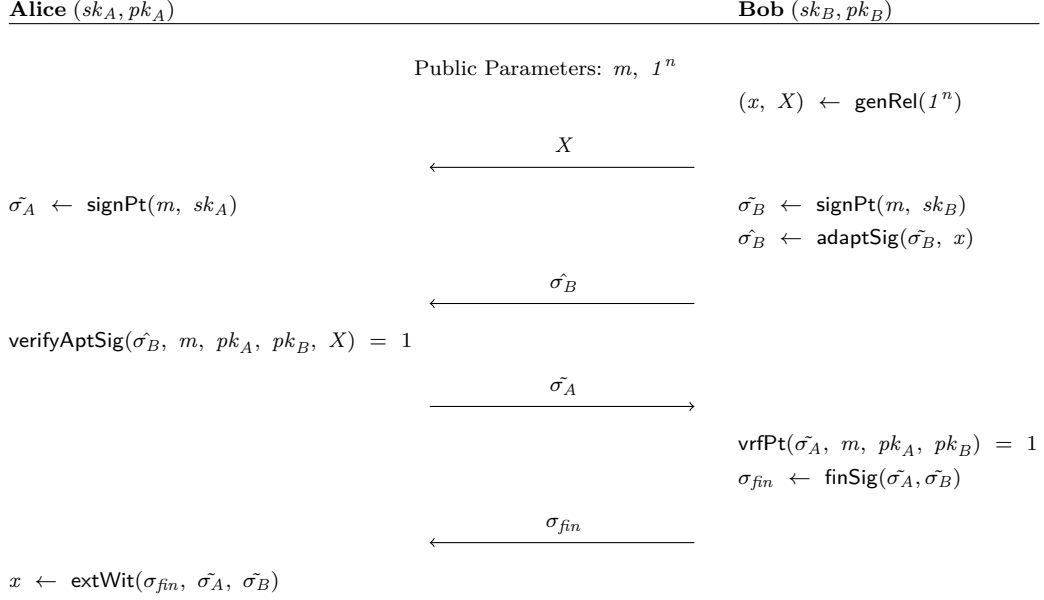 Alice (sk_A, pk_A) Bob (sk_B, pk_B)
Public Parameters: m, 1^n
(x, X) ← genRel(1^n)
X
σ̃_A ← signPt(m, sk_A) σ̃_B ← signPt(m, sk_B)
σ̂_B ← adaptSig(σ̃_B, x)
σ̂_B
verifyAptSig(σ̂_B, m, pk_A, pk_B, X) = 1
σ̃_A
vrfPt(σ̃_A, m, pk_A, pk_B) = 1
σ_fin ← finSig(σ̃_A, σ̃_B)
σ_fin
x ← extWit(σ_fin, σ̃_A, σ̃_B)